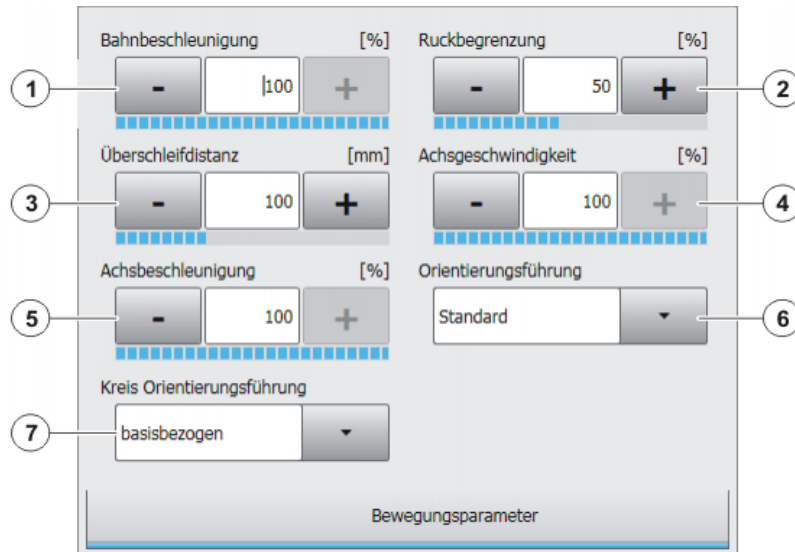 Bahnbeschleunigung [%] Ruckbegrenzung [%]
1 - 100 + - 50 + 2
Überschleifdistanz [mm] Achsgeschwindigkeit [%]
3 - 100 + - 100 + 4
Achsbeschleunigung [%] Orientierungsführung
5 - 100 + Standard 6
Kreis Orientierungsführung
7 basisbezogen
Bewegungsparameter